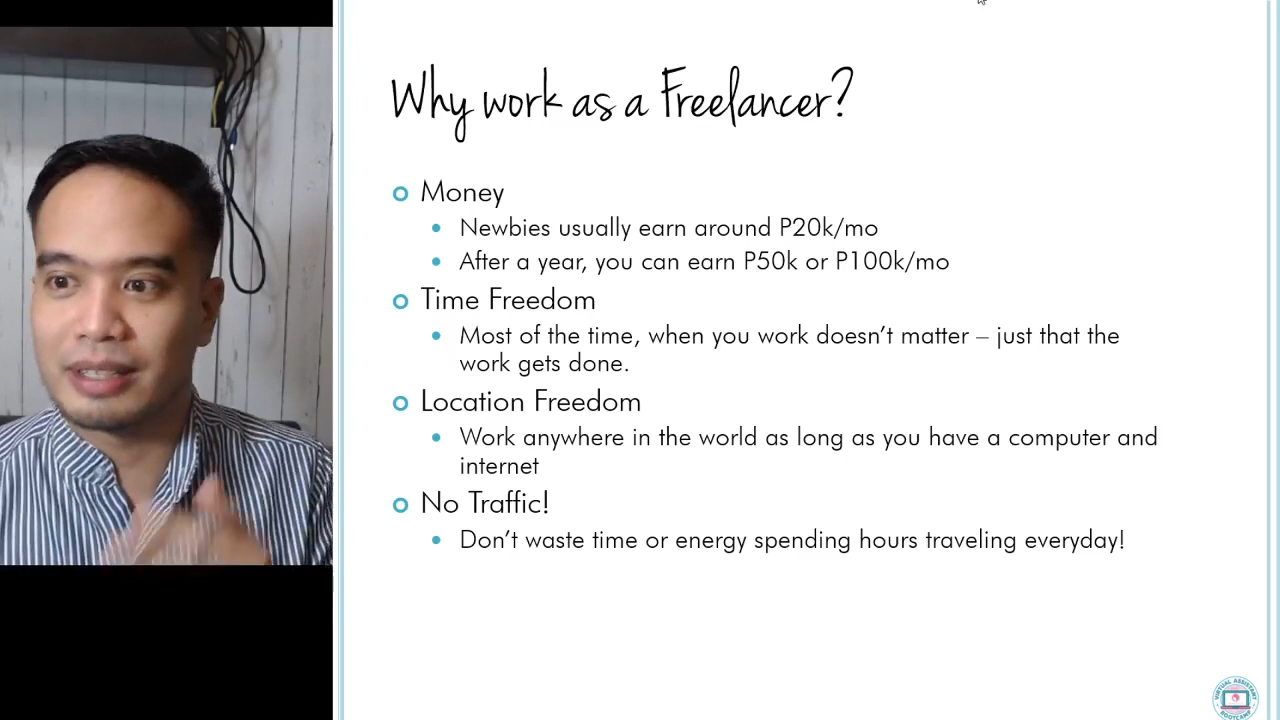 Why work as a Freelancer?
Money
Newbies usually earn around P20k/mo
After a year, you can earn P50k or P100k/mo
Time Freedom
Most of the time, when you work doesn’t matter – just that the
work gets done.
Location Freedom
Work anywhere in the world as long as you have a computer and
internet
No Traffic!
Don’t waste time or energy spending hours traveling everyday!
VIRTUAL ASSISTANT
BOOTCAMP